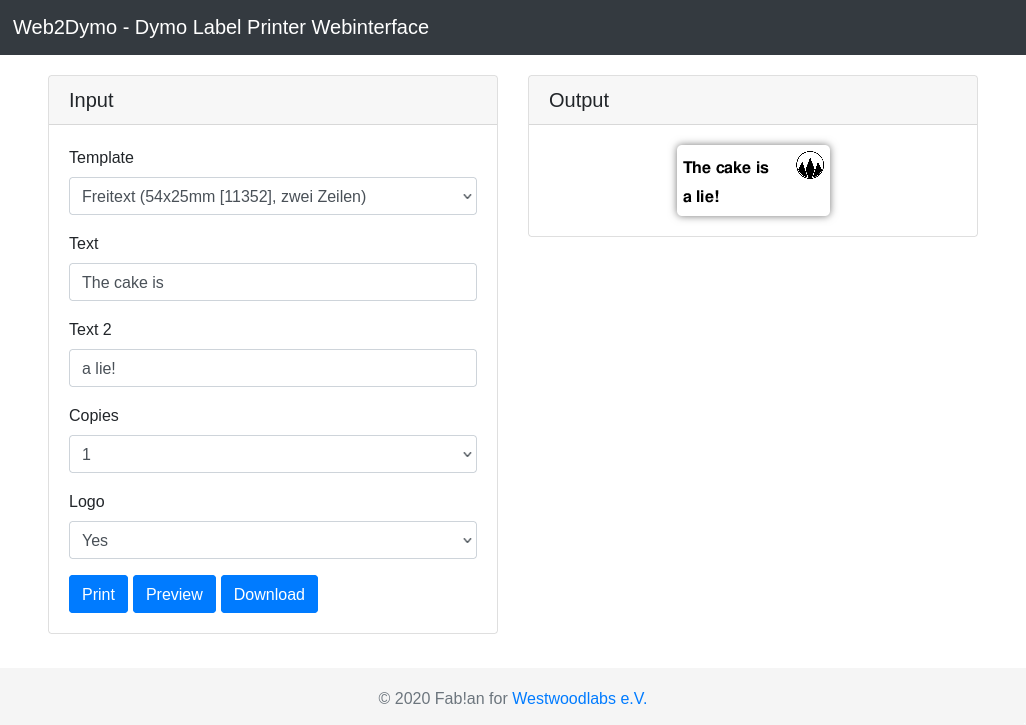 Web2Dymo - Dymo Label Printer Webinterface
Input
Template
Freitext (54x25mm [11352], zwei Zeilen)
Text
The cake is
Text 2
a lie!
Copies
1
Logo
Yes
Print Preview Download
Output
The cake is
a lie!
© 2020 Fab!an for Westwoodlabs e.V.